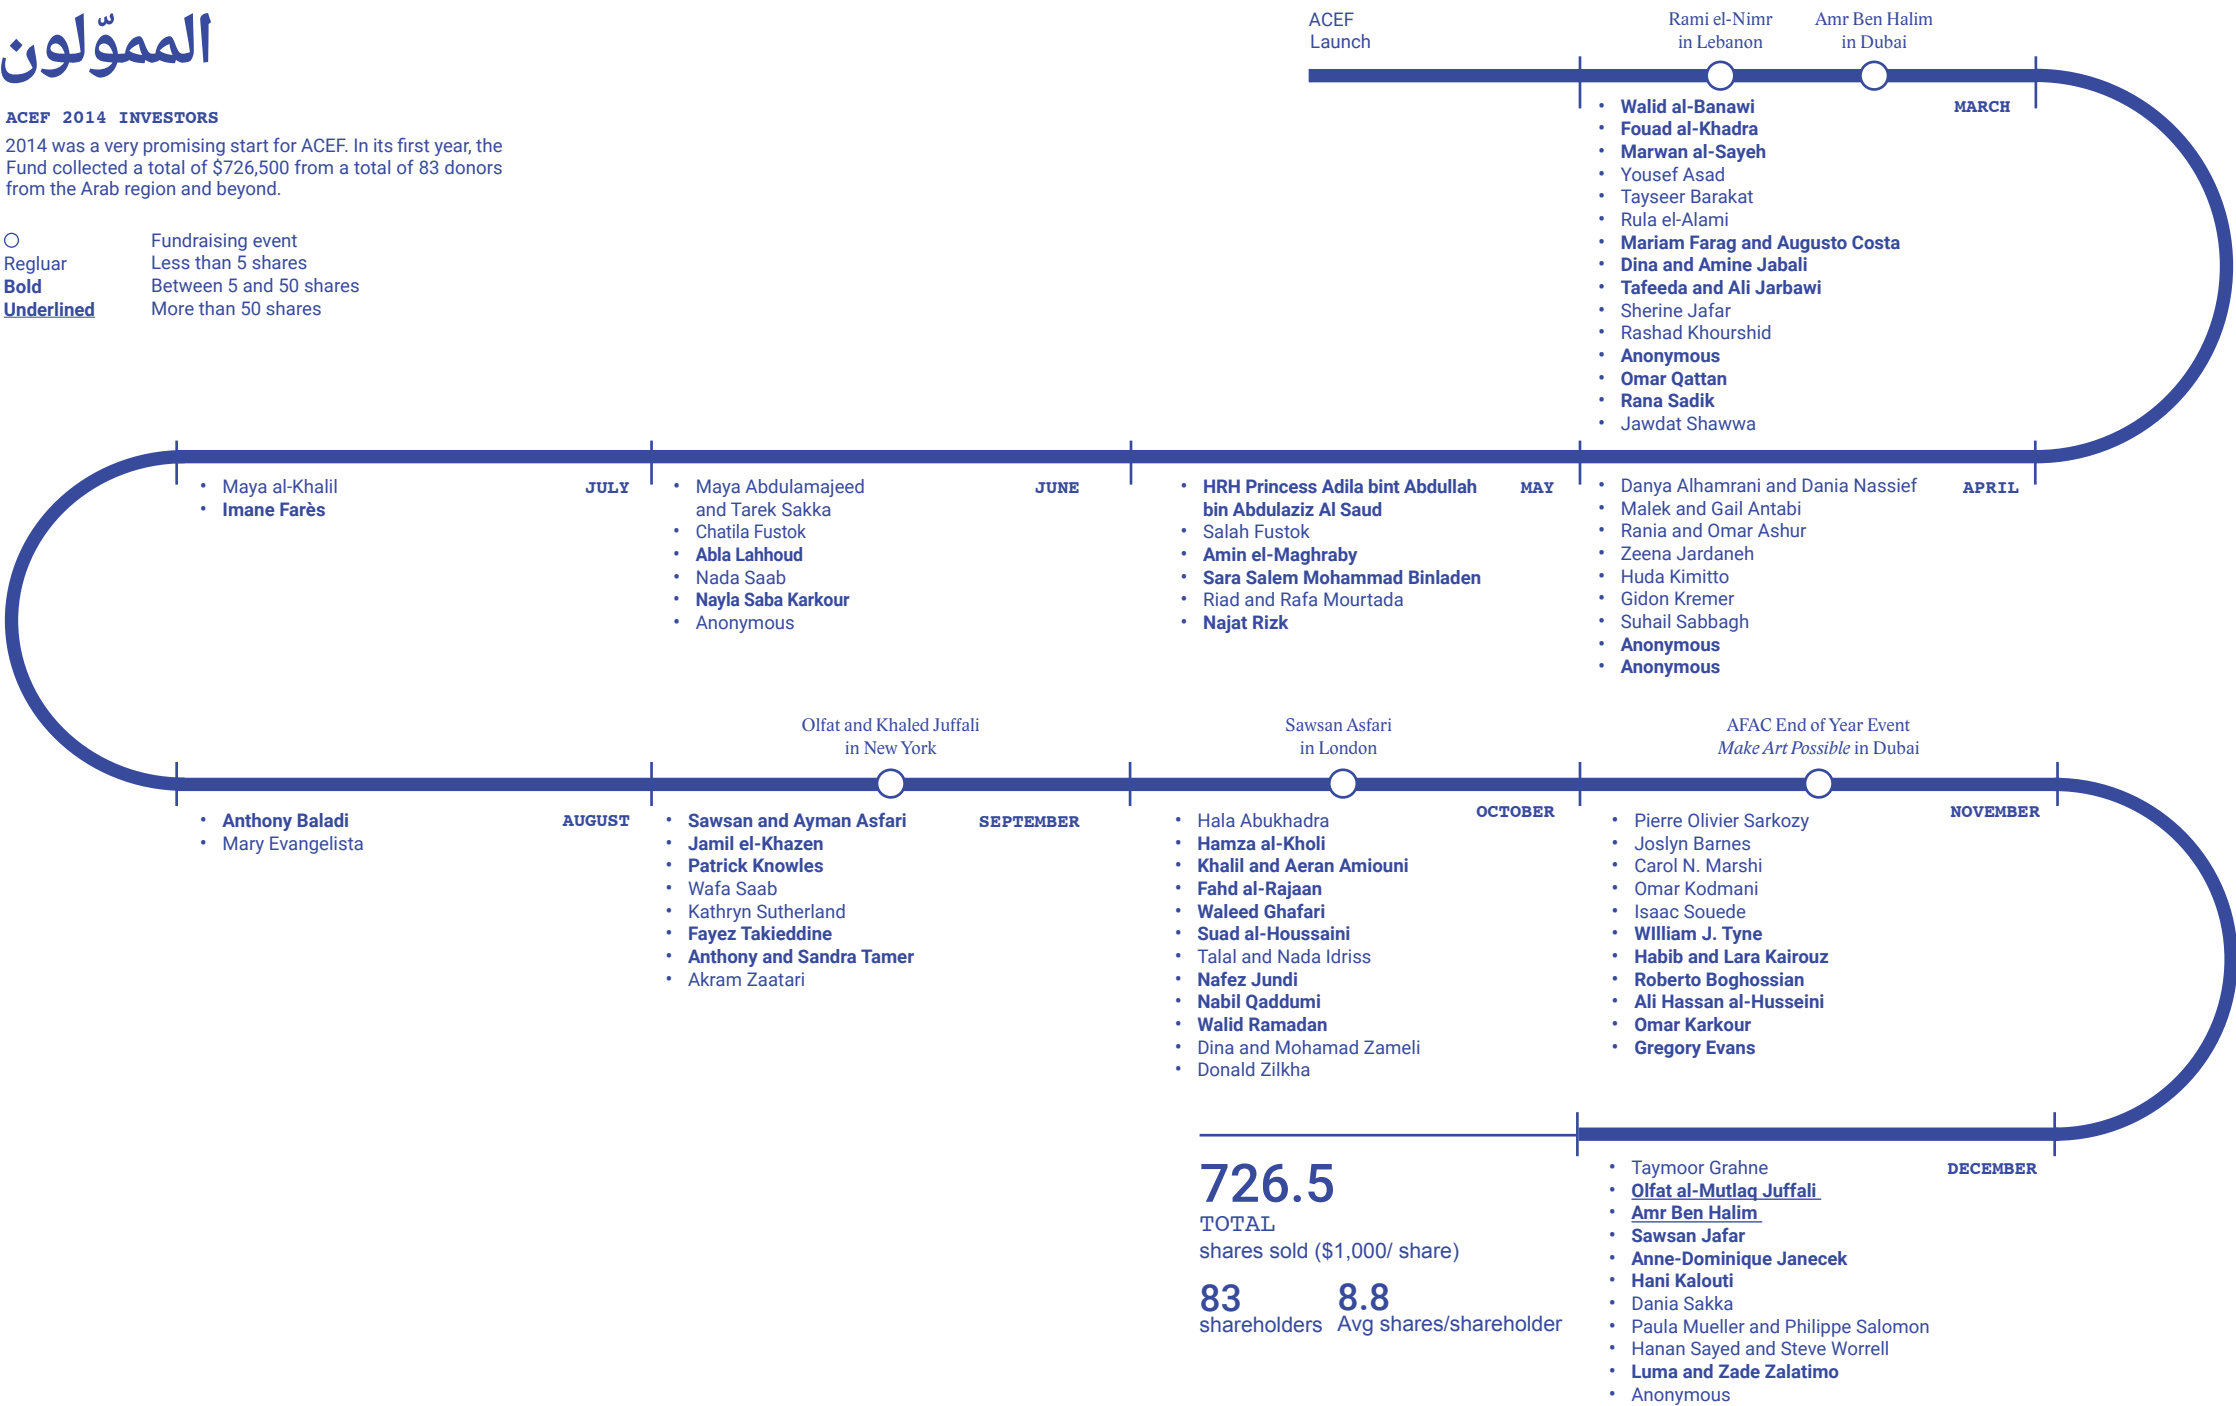 المموّلون
ACEF 2014 INVESTORS
2014 was a very promising start for ACEF. In its first year, the
Fund collected a total of $726,500 from a total of 83 donors
from the Arab region and beyond.
Fundraising event
Regluar Less than 5 shares
Bold Between 5 and 50 shares
Underlined More than 50 shares
ACEF
Launch
Rami el-Nimr
in Lebanon
Amr Ben Halim
in Dubai
MARCH
• Walid al-Banawi
• Fouad al-Khadra
• Marwan al-Sayeh
• Yousef Asad
• Tayseer Barakat
• Rula el-Alami
• Mariam Farag and Augusto Costa
• Dina and Amine Jabali
• Tafeeda and Ali Jarbawi
• Sherine Jafar
• Rashad Khourshid
• Anonymous
• Omar Qattan
• Rana Sadik
• Jawdat Shawwa
APRIL
• Danya Alhamrani and Dania Nassief
• Malek and Gail Antabi
• Rania and Omar Ashur
• Zeena Jardaneh
• Huda Kimitto
• Gidon Kremer
• Suhail Sabbagh
• Anonymous
• Anonymous
MAY
• HRH Princess Adila bint Abdullah
bin Abdulaziz Al Saud
• Salah Fustok
• Amin el-Maghraby
• Sara Salem Mohammad Binladen
• Riad and Rafa Mourtada
• Najat Rizk
JUNE
• Maya Abdulamajeed
and Tarek Sakka
• Chatila Fustok
• Abla Lahhoud
• Nada Saab
• Nayla Saba Karkour
• Anonymous
JULY
• Maya al-Khalil
• Imane Farès
AUGUST
• Anthony Baladi
• Mary Evangelista
Olfat and Khaled Juffali
in New York
SEPTEMBER
• Sawsan and Ayman Asfari
• Jamil el-Khazen
• Patrick Knowles
• Wafa Saab
• Kathryn Sutherland
• Fayez Takieddine
• Anthony and Sandra Tamer
• Akram Zaatari
Sawsan Asfari
in London
OCTOBER
• Hala Abukhadra
• Hamza al-Kholi
• Khalil and Aeran Amiouni
• Fahd al-Rajaan
• Waleed Ghafari
• Suad al-Houssaini
• Talal and Nada Idriss
• Nafez Jundi
• Nabil Qaddumi
• Walid Ramadan
• Dina and Mohamad Zameli
• Donald Zilkha
AFAC End of Year Event
Make Art Possible in Dubai
NOVEMBER
• Pierre Olivier Sarkozy
• Joslyn Barnes
• Carol N. Marshi
• Omar Kodmani
• Isaac Souede
• WIlliam J. Tyne
• Habib and Lara Kairouz
• Roberto Boghossian
• Ali Hassan al-Husseini
• Omar Karkour
• Gregory Evans
DECEMBER
• Taymoor Grahne
• Olfat al-Mutlaq Juffali
• Amr Ben Halim
• Sawsan Jafar
• Anne-Dominique Janecek
• Hani Kalouti
• Dania Sakka
• Paula Mueller and Philippe Salomon
• Hanan Sayed and Steve Worrell
• Luma and Zade Zalatimo
• Anonymous
726.5
TOTAL
shares sold ($1,000/ share)
83
shareholders
8.8
Avg shares/shareholder